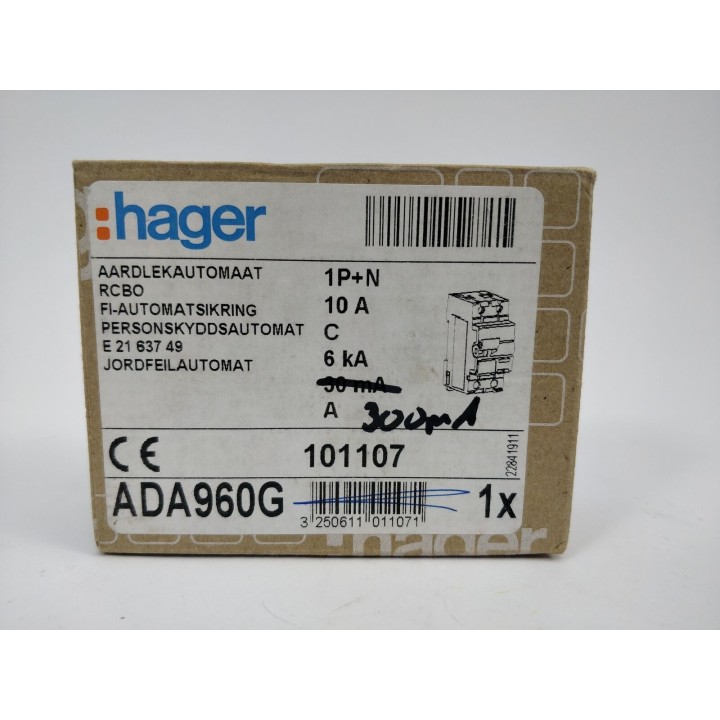 :hager
AARDLEKAUTOMAAT
RCBO
FI-AUTOMATSIKRING
PERSONSKYDDSAUTOMAT
E 21 637 49
JORDFEILAUTOMAT
1P+N
10 A
C
6 kA
30 mA
A 300mA
22841911
CE 101107
ADA960G 1x
3 250611 011071
hager